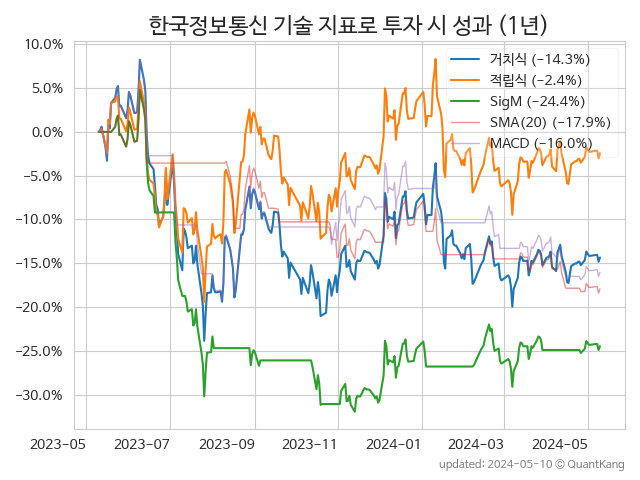 한국정보통신 기술 지표로 투자 시 성과 (1년)
10.0%
5.0%
0.0%
−5.0%
−10.0%
−15.0%
−20.0%
−25.0%
−30.0%
거치식 (−14.3%)
적립식 (−2.4%)
SigM (−24.4%)
SMA(20) (−17.9%)
MACD (−16.0%)
2023-05 2023-07 2023-09 2023-11 2024-01 2024-03 2024-05
updated: 2024-05-10 © QuantKang